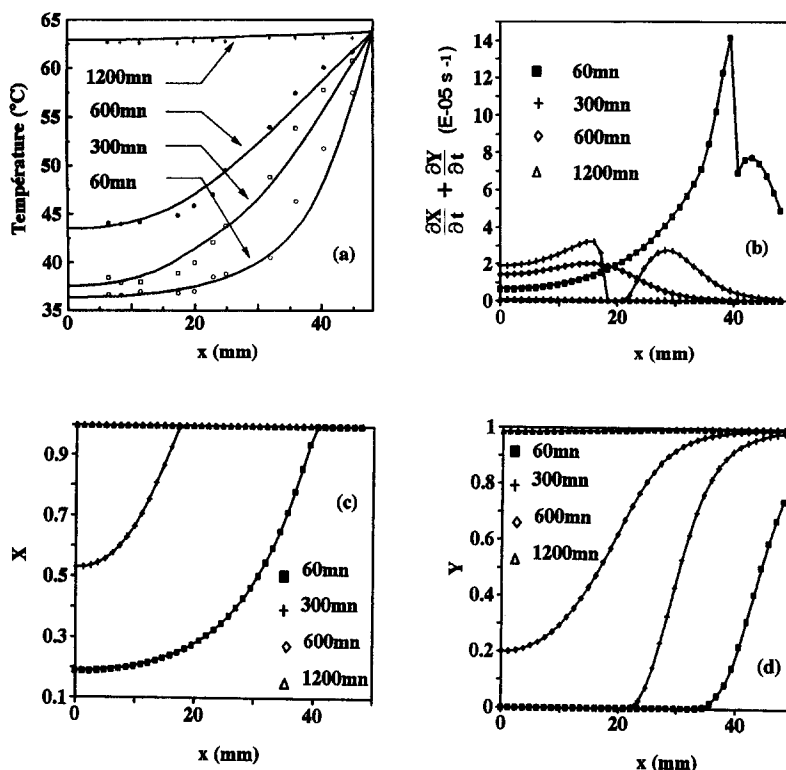 65
60
55
50
45
40
35
Température (°C)
1200mn
600mn
300mn
60mn
(a)
0
20
40
x (mm)
14
12
10
8
6
4
2
0
∂X/∂t + ∂Y/∂t (E-05 s -1)
60mn
300mn
600mn
1200mn
(b)
0
20
40
x (mm)
0.9
0.7
0.5
0.3
0.1
X
(c)
60mn
300mn
600mn
1200mn
0
20
40
x (mm)
1
0.8
0.6
0.4
0.2
0
Y
60mn
300mn
600mn
1200mn
(d)
0
20
40
x (mm)